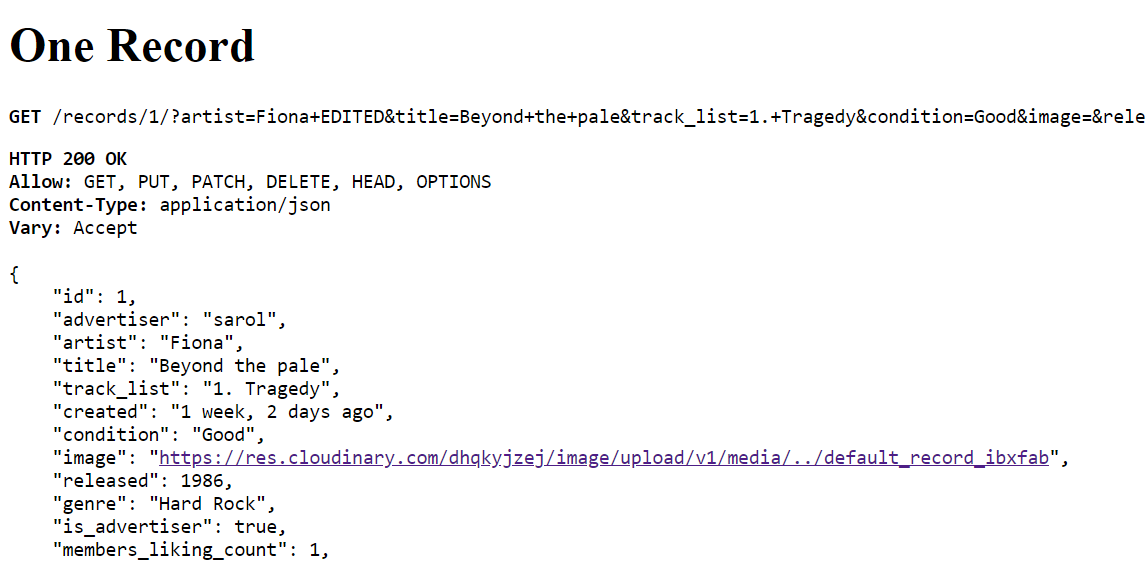 One Record
GET /records/1/?artist=Fiona+EDITED&title=Beyond+the+pale&track_list=1.+Tragedy&condition=Good&image=&rele
HTTP 200 OK
Allow: GET, PUT, PATCH, DELETE, HEAD, OPTIONS
Content-Type: application/json
Vary: Accept
{
    "id": 1,
    "advertiser": "sarol",
    "artist": "Fiona",
    "title": "Beyond the pale",
    "track_list": "1. Tragedy",
    "created": "1 week, 2 days ago",
    "condition": "Good",
    "image": "https://res.cloudinary.com/dhqkyjzej/image/upload/v1/media/../default_record_ibxfab",
    "released": 1986,
    "genre": "Hard Rock",
    "is_advertiser": true,
    "members_liking_count": 1,